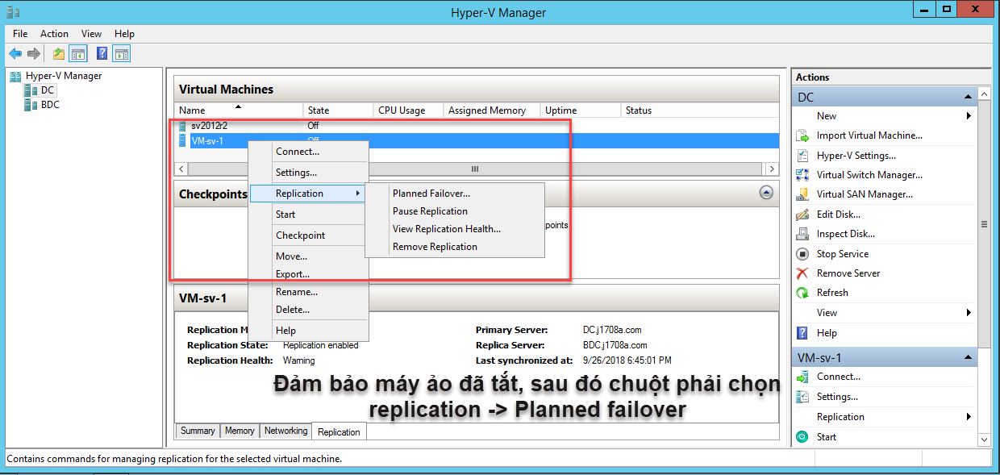 Hyper-V Manager
File Action View Help
Hyper-V Manager
DC
BDC
Virtual Machines
Name State CPU Usage Assigned Memory Uptime Status
sv2012r2 Off
VM-sv-1 Off
Connect...
Settings...
Replication
Start
Checkpoint
Move...
Export...
Rename...
Delete...
Help
Planned Failover...
Pause Replication
View Replication Health...
Remove Replication
Checkpoints
points
VM-sv-1
Replication M
Replication State: Replication enabled
Replication Health: Warning
Primary Server: DC.j1708a.com
Replica Server: BDC.j1708a.com
Last synchronized at: 9/26/2018 6:45:01 PM
Đảm bảo máy ảo đã tắt, sau đó chuột phải chọn
replication -> Planned failover
Summary Memory Networking Replication
Actions
DC
New
Import Virtual Machine...
Hyper-V Settings...
Virtual Switch Manager...
Virtual SAN Manager...
Edit Disk...
Inspect Disk...
Stop Service
Remove Server
Refresh
View
Help
VM-sv-1
Connect...
Settings...
Replication
Start
Contains commands for managing replication for the selected virtual machine.